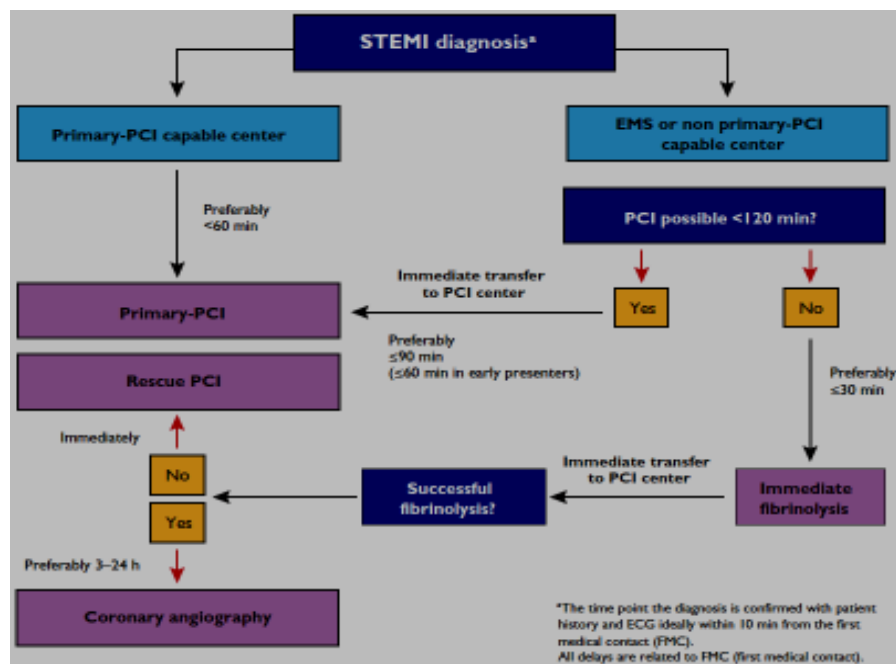 STEMI diagnosisᵃ
Primary-PCI capable center
EMS or non primary-PCI
capable center
Preferably
<60 min
PCI possible <120 min?
Immediate transfer
to PCI center
Yes
No
Primary-PCI
Preferably
≤90 min
(≤60 min in early presenters)
Preferably
≤30 min
Rescue PCI
Immediately
No
Yes
Successful
fibrinolysis?
Immediate transfer
to PCI center
Immediate
fibrinolysis
Preferably 3–24 h
Coronary angiography
ᵃThe time point the diagnosis is confirmed with patient
history and ECG ideally within 10 min from the first
medical contact (FMC).
All delays are related to FMC (first medical contact).